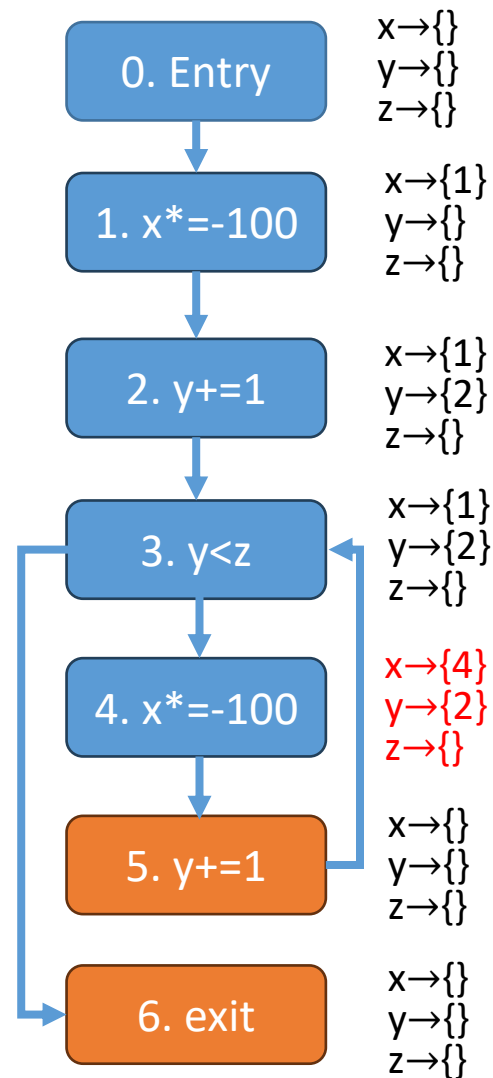 0. Entry
x→{}
y→{}
z→{}
1. x*=-100
x→{1}
y→{}
z→{}
2. y+=1
x→{1}
y→{2}
z→{}
3. y<z
x→{1}
y→{2}
z→{}
4. x*=-100
x→{4}
y→{2}
z→{}
5. y+=1
x→{}
y→{}
z→{}
6. exit
x→{}
y→{}
z→{}